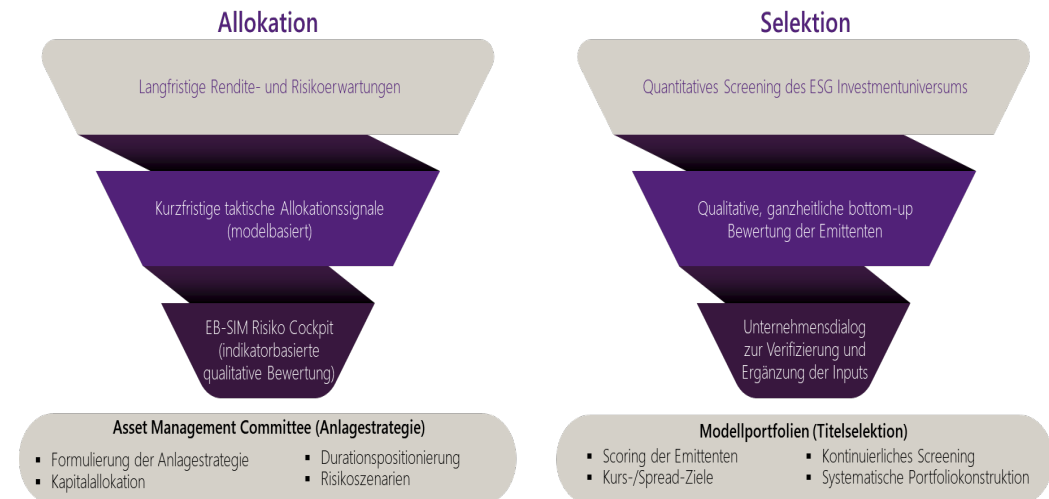 Allokation
Langfristige Rendite- und Risikoerwartungen
Kurzfristige taktische Allokationssignale
(modelbasiert)
EB-SIM Risiko Cockpit
(indikatorbasierte
qualitative Bewertung)
Asset Management Committee (Anlagestrategie)
▪ Formulierung der Anlagestrategie
▪ Kapitalallokation
▪ Durationspositionierung
▪ Risikoszenarien
Selektion
Quantitatives Screening des ESG Investmentuniversums
Qualitative, ganzheitliche bottom-up
Bewertung der Emittenten
Unternehmensdialog
zur Verifizierung und
Ergänzung der Inputs
Modellportfolien (Titelselektion)
▪ Scoring der Emittenten
▪ Kurs-/Spread-Ziele
▪ Kontinuierliches Screening
▪ Systematische Portfoliokonstruktion